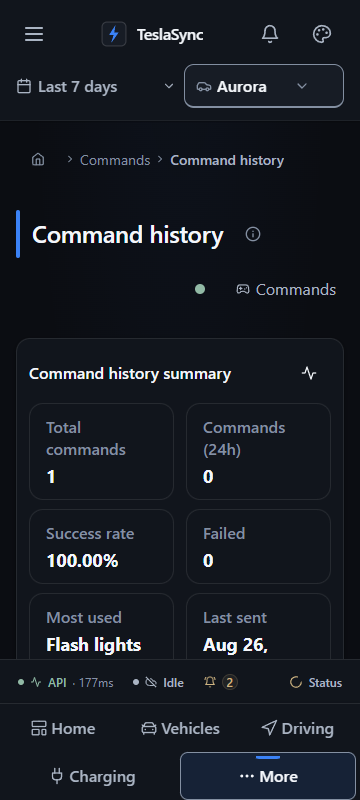 TeslaSync
Last 7 days
Aurora
Commands
Command history
Command history
Commands
Command history summary
Total
commands
1
Commands
(24h)
0
Success rate
100.00%
Failed
0
Most used
Flash lights
Last sent
Aug 26,
API · 177ms
Idle
2
Status
Home
Vehicles
Driving
Charging
More